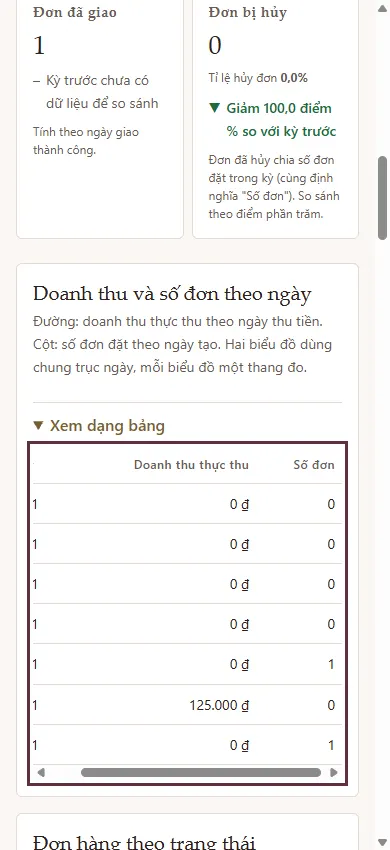 Đơn đã giao
1
– Kỳ trước chưa có
dữ liệu để so sánh
Tính theo ngày giao
thành công.
Đơn bị hủy
0
Tỉ lệ hủy đơn 0,0%
▼ Giảm 100,0 điểm
% so với kỳ trước
Đơn đã hủy chia số đơn
đặt trong kỳ (cùng định
nghĩa "Số đơn"). So sánh
theo điểm phần trăm.
Doanh thu và số đơn theo ngày
Đường: doanh thu thực thu theo ngày thu tiền.
Cột: số đơn đặt theo ngày tạo. Hai biểu đồ dùng
chung trục ngày, mỗi biểu đồ một thang đo.
▼ Xem dạng bảng
Doanh thu thực thu Số đơn
1 0 ₫ 0
1 0 ₫ 0
1 0 ₫ 0
1 0 ₫ 0
1 0 ₫ 1
1 125.000 ₫ 0
1 0 ₫ 1
Đơn hàng theo trạng thái